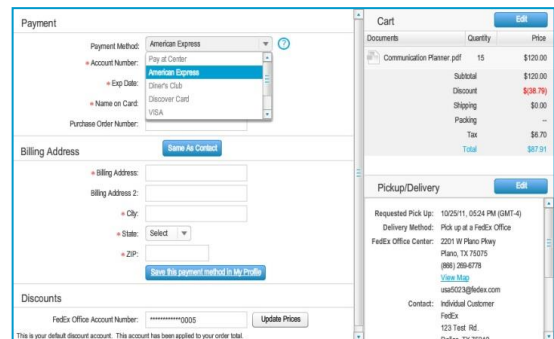 Payment
Payment Method: American Express ?
Pay at Center
American Express
Diner's Club
Discover Card
VISA
* Account Number:
* Exp Date:
* Name on Card:
Purchase Order Number:
Billing Address Same As Contact
* Billing Address:
Billing Address 2:
* City:
* State: Select
* ZIP:
Save this payment method in My Profile
Discounts
FedEx Office Account Number: ************0005 Update Prices
This is your default discount account. This account has been applied to your order total.
Cart Edit
Documents Quantity Price
Communication Planner.pdf 15 $120.00
Subtotal $120.00
Discount $(38.79)
Shipping $0.00
Packing --
Tax $6.70
Total $87.91
Pickup/Delivery Edit
Requested Pick Up: 10/25/11, 05:24 PM (GMT-4)
Delivery Method: Pick up at a FedEx Office
FedEx Office Center: 2201 W Plano Pkwy
Plano, TX 75075
(866) 269-6778
View Map
usa5023@fedex.com
Contact: Individual Customer
FedEx
123 Test Rd.